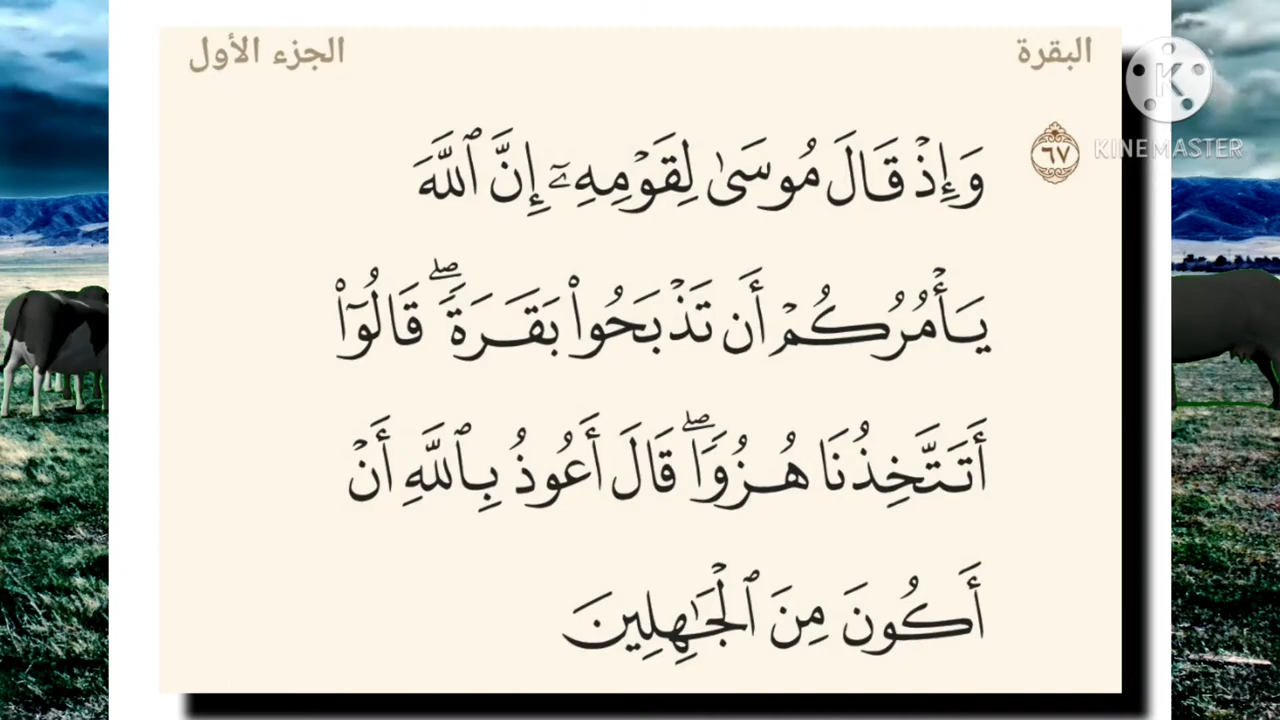 البقرة
الجزء الأول
٦٧
وَإِذۡ قَالَ مُوسَىٰ لِقَوۡمِهِۦٓ إِنَّ ٱللَّهَ
يَأۡمُرُكُمۡ أَن تَذۡبَحُواْ بَقَرَةٗۖ قَالُوٓاْ
أَتَتَّخِذُنَا هُزُوٗاۖ قَالَ أَعُوذُ بِٱللَّهِ أَنۡ
أَكُونَ مِنَ ٱلۡجَٰهِلِينَ
K
KINEMASTER